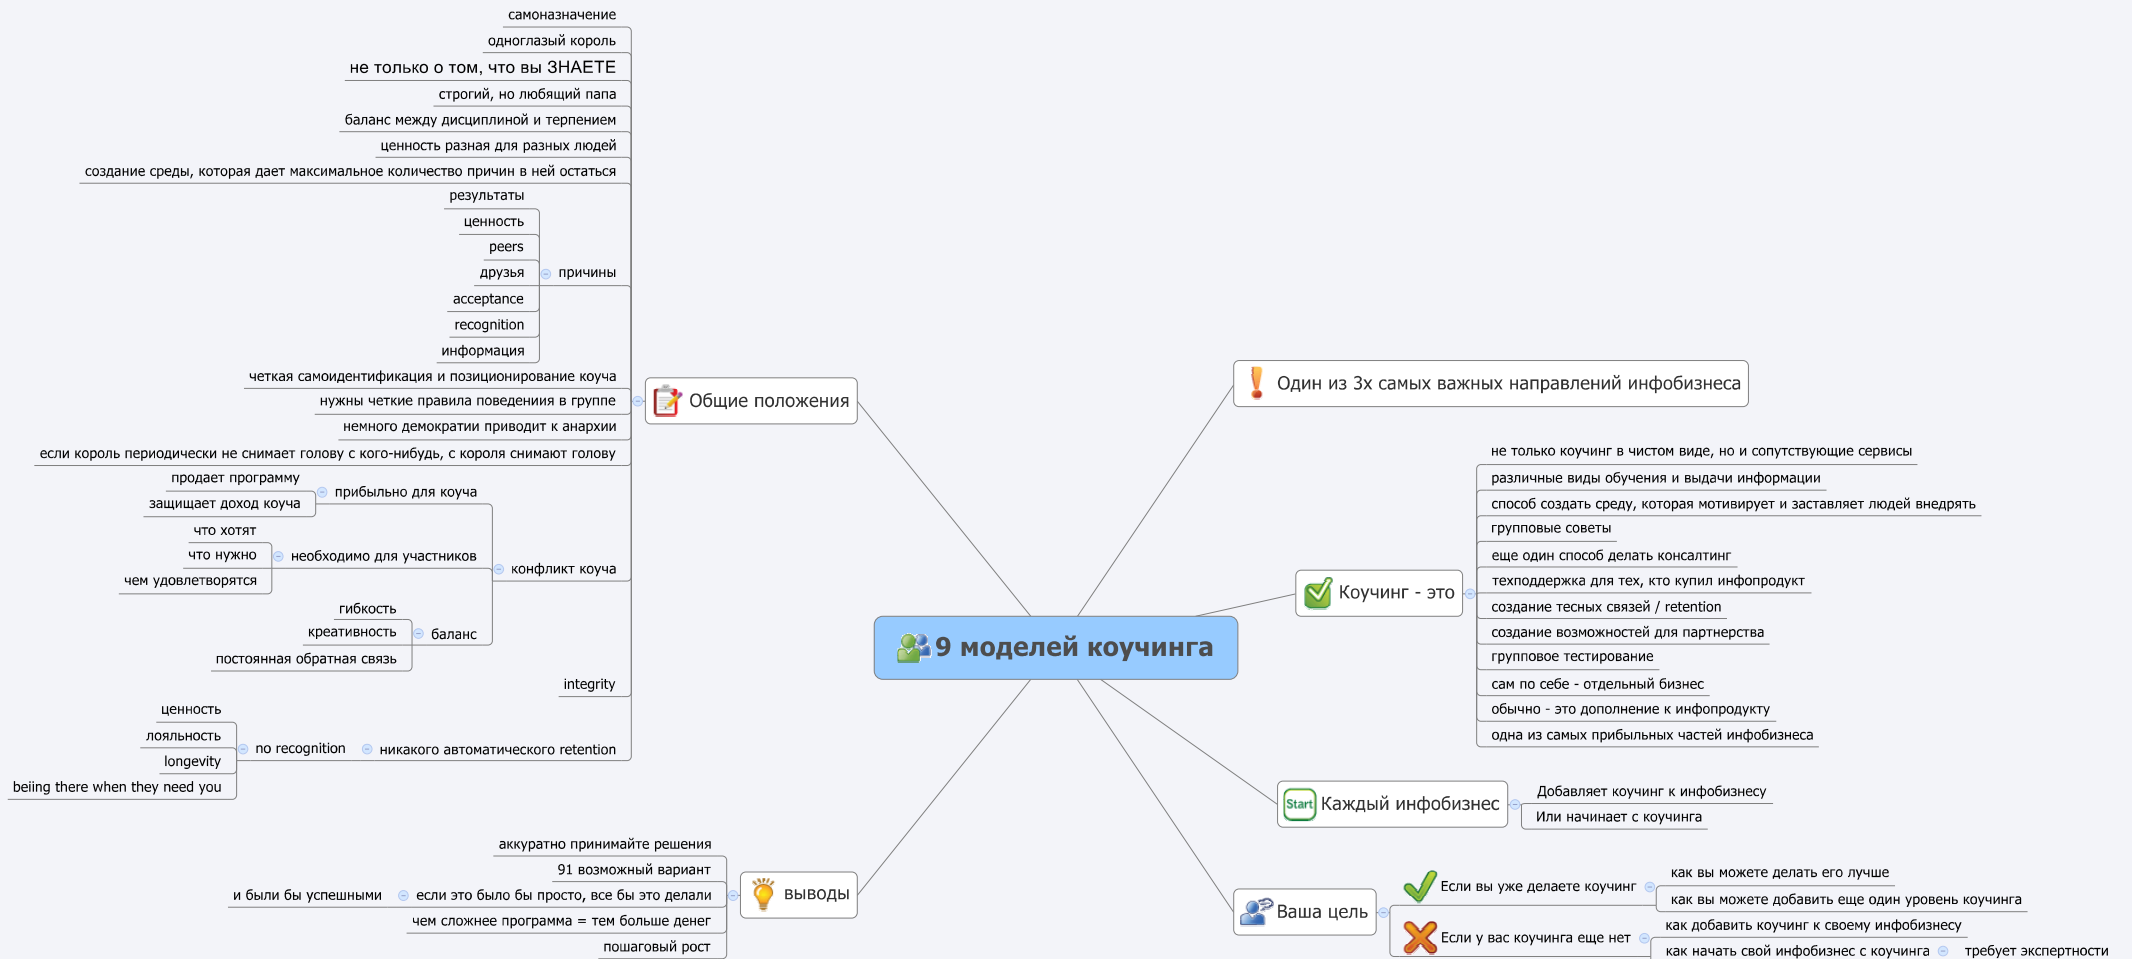 самоназначение
одноглазый король
не только о том, что вы ЗНАЕТЕ
строгий, но любящий папа
баланс между дисциплиной и терпением
ценность разная для разных людей
создание среды, которая дает максимальное количество причин в ней остаться
результаты
ценность
peers
друзья
acceptance
recognition
информация
причины
четкая самоидентификация и позиционирование коуча
нужны четкие правила поведениия в группе
немного демократии приводит к анархии
если король периодически не снимает голову с кого-нибудь, с короля снимают голову
продает программу
защищает доход коуча
прибыльно для коуча
что хотят
что нужно
чем удовлетворятся
необходимо для участников
гибкость
креативность
постоянная обратная связь
баланс
конфликт коуча
integrity
ценность
лояльность
longevity
beiing there when they need you
no recognition
никакого автоматического retention
Общие положения
аккуратно принимайте решения
91 возможный вариант
и были бы успешными
если это было бы просто, все бы это делали
чем сложнее программа = тем больше денег
пошаговый рост
выводы
9 моделей коучинга
Один из 3х самых важных направлений инфобизнеса
Коучинг - это
не только коучинг в чистом виде, но и сопутствующие сервисы
различные виды обучения и выдачи информации
способ создать среду, которая мотивирует и заставляет людей внедрять
групповые советы
еще один способ делать консалтинг
техподдержка для тех, кто купил инфопродукт
создание тесных связей / retention
создание возможностей для партнерства
групповое тестирование
сам по себе - отдельный бизнес
обычно - это дополнение к инфопродукту
одна из самых прибыльных частей инфобизнеса
Start
Каждый инфобизнес
Добавляет коучинг к инфобизнесу
Или начинает с коучинга
Ваша цель
Если вы уже делаете коучинг
как вы можете делать его лучше
как вы можете добавить еще один уровень коучинга
Если у вас коучинга еще нет
как добавить коучинг к своему инфобизнесу
как начать свой инфобизнес с коучинга
требует экспертности